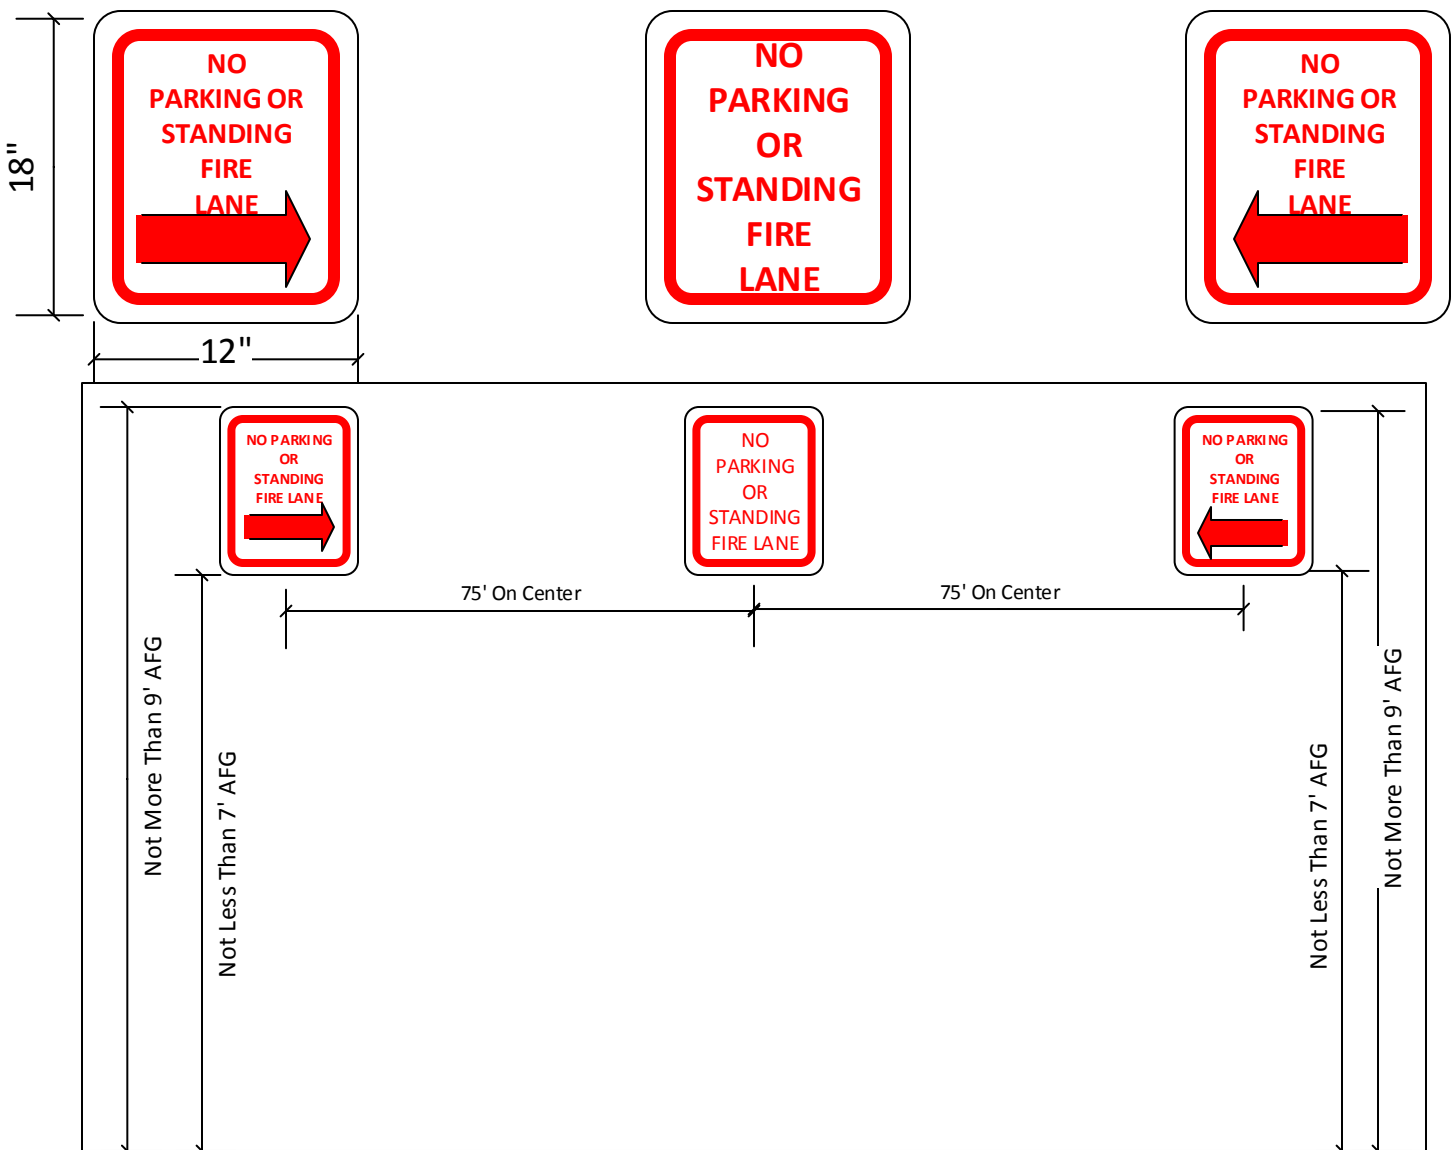 NO
PARKING OR
STANDING
FIRE
LANE
NO
PARKING
OR
STANDING
FIRE
LANE
NO
PARKING OR
STANDING
FIRE
LANE
18"
12"
NO PARKING
OR
STANDING
FIRE LANE
NO
PARKING
OR
STANDING
FIRE LANE
NO PARKING
OR
STANDING
FIRE LANE
75' On Center
75' On Center
Not More Than 9' AFG
Not Less Than 7' AFG
Not Less Than 7' AFG
Not More Than 9' AFG